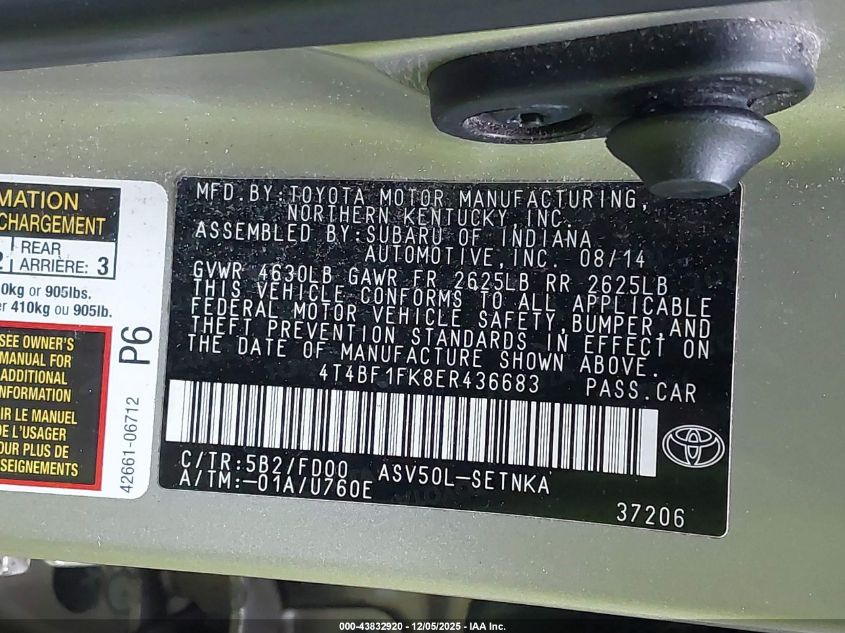 MATION
CHARGEMENT
2 REAR
ARRIÈRE: 3
0kg or 905lbs.
er 410kg ou 905lb.
SEE OWNER'S
MANUAL FOR
ADDITIONAL
INFORMATION
IR LE MANUEL
DE L'USAGER
OUR PLUS DE
NSEIGNEMENTS
P6
42661-06712
MFD.BY:TOYOTA MOTOR MANUFACTURING,
NORTHERN KENTUCKY INC.
ASSEMBLED BY:SUBARU OF INDIANA
AUTOMOTIVE,INC. 08/14
GVWR 4630LB GAWR FR 2625LB RR 2625LB
THIS VEHICLE CONFORMS TO ALL APPLICABLE
FEDERAL MOTOR VEHICLE SAFETY,BUMPER,AND
THEFT PREVENTION STANDARDS IN EFFECT ON
THE DATE OF MANUFACTURE SHOWN ABOVE.
4T4BF1FK8ER436683 PASS.CAR
C/TR:5B2/FD00 ASV50L-SETNKA
A/TM:-01A/U760E
37206
000-43832920 - 12/05/2025 - IAA Inc.